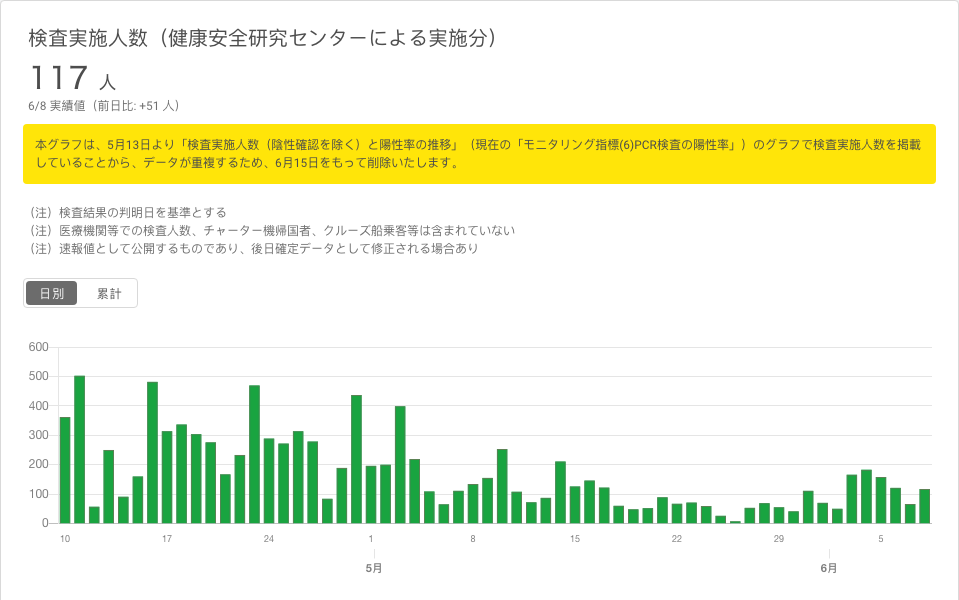 検査実施人数（健康安全研究センターによる実施分）
117 人
6/8 実績値（前日比: +51 人）
本グラフは、5月13日より「検査実施人数（陰性確認を除く）と陽性率の推移」（現在の「モニタリング指標(6)PCR検査の陽性率」）のグラフで検査実施人数を掲載
していることから、データが重複するため、6月15日をもって削除いたします。
（注）検査結果の判明日を基準とする
（注）医療機関等での検査人数、チャーター機帰国者、クルーズ船乗客等は含まれていない
（注）速報値として公開するものであり、後日確定データとして修正される場合あり
日別 累計
600
500
400
300
200
100
0
10 17 24 1 8 15 22 29 5
5月 6月